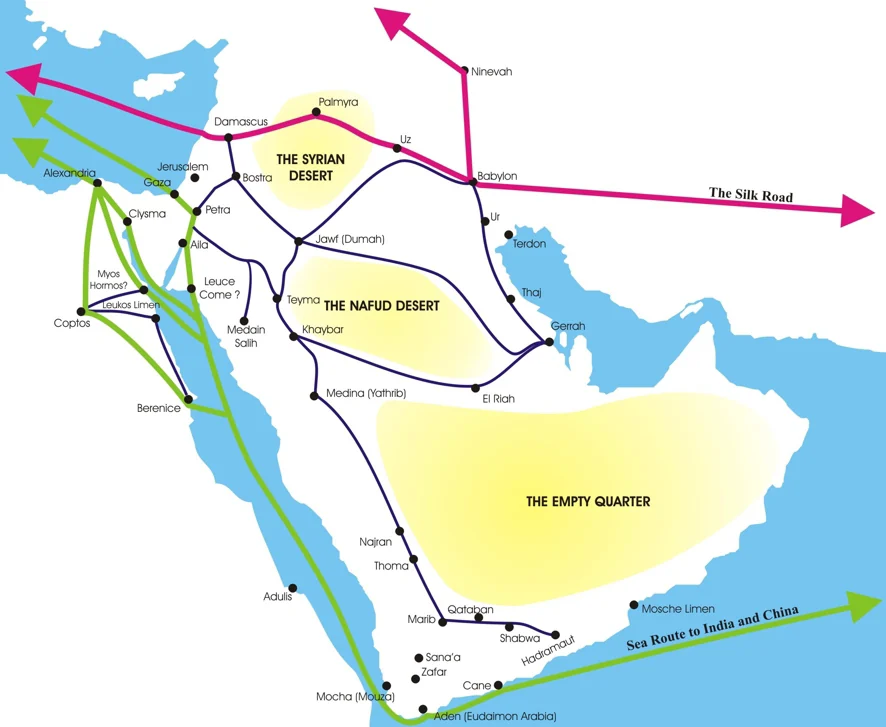 Ninevah
Palmyra
Damascus
Uz
THE SYRIAN
DESERT
Jerusalem
Alexandria
Gaza
Bostra
Babylon
The Silk Road
Clysma
Petra
Ur
Aila
Jawf (Dumah)
Terdon
Myos
Hormos?
Leuce
Come ?
Leukos Limen
Teyma
THE NAFUD DESERT
Thaj
Coptos
Medain
Salih
Khaybar
Gerrah
Berenice
Medina (Yathrib)
El Riah
THE EMPTY QUARTER
Najran
Thoma
Adulis
Marib
Qataban
Shabwa
Hadramaut
Mosche Limen
Sea Route to India and China
Sana'a
Zafar
Mocha (Mouza)
Cane
Aden (Eudaimon Arabia)